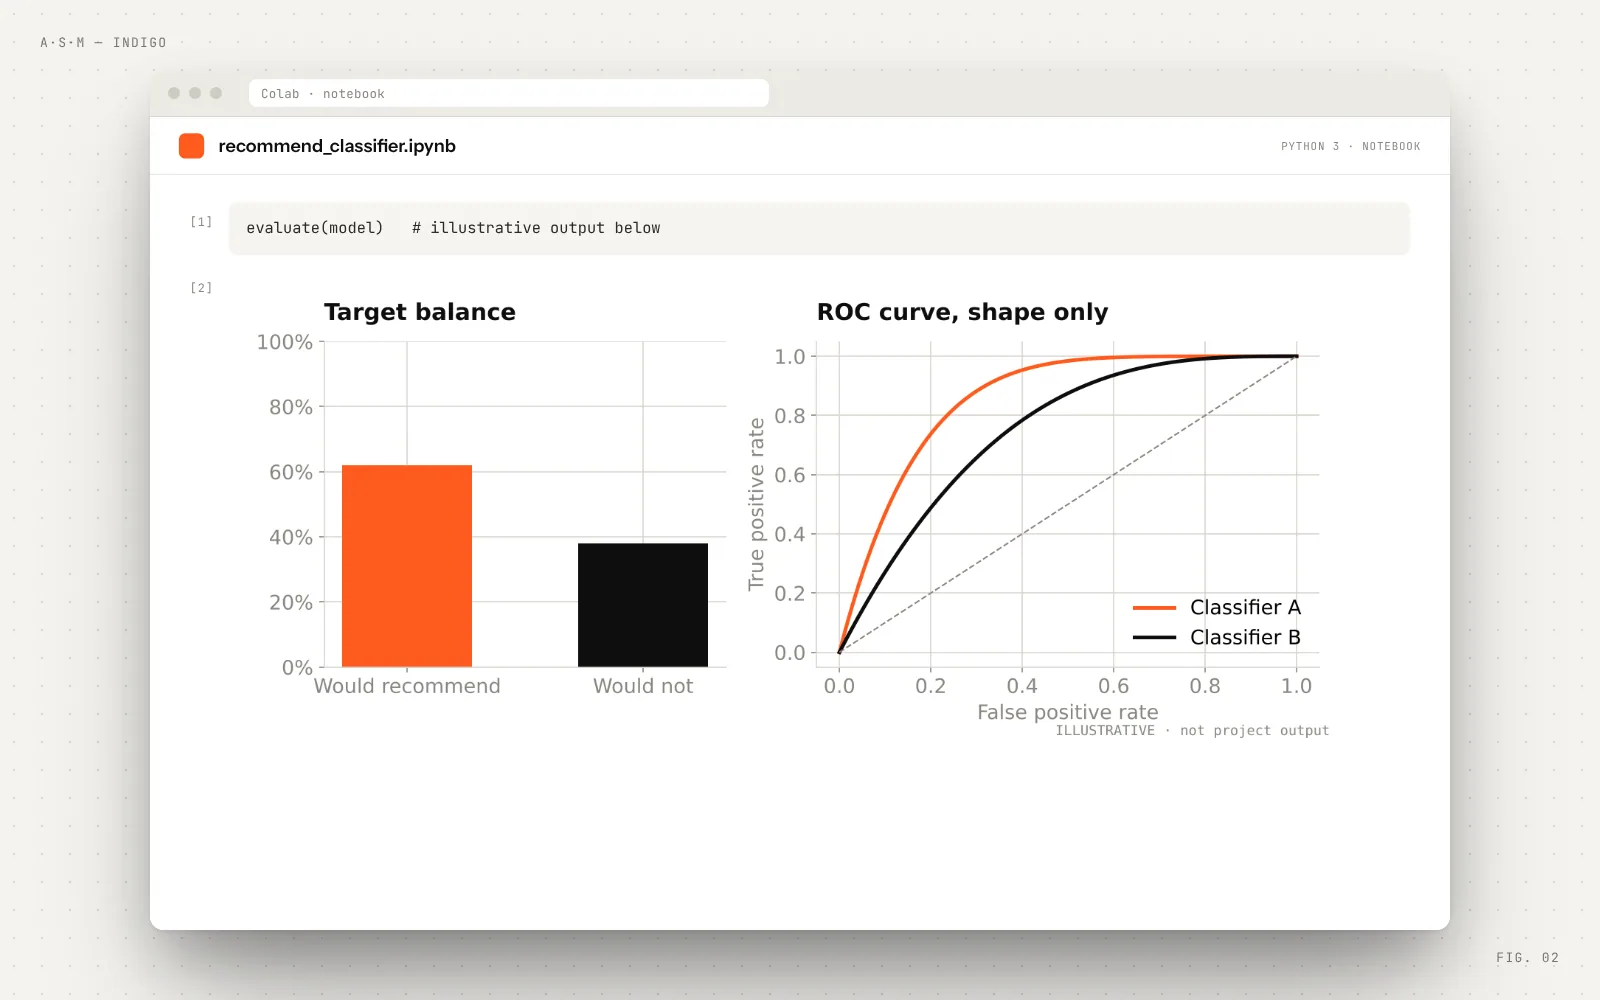 A·S·M — INDIGO
Colab · notebook
recommend_classifier.ipynb
PYTHON 3 · NOTEBOOK
[1]
evaluate(model)   # illustrative output below
[2]
Target balance
100%
80%
60%
40%
20%
0%
Would recommend
Would not
ROC curve, shape only
True positive rate
1.0
0.8
0.6
0.4
0.2
0.0
Classifier A
Classifier B
0.0 0.2 0.4 0.6 0.8 1.0
False positive rate
ILLUSTRATIVE · not project output
FIG. 02